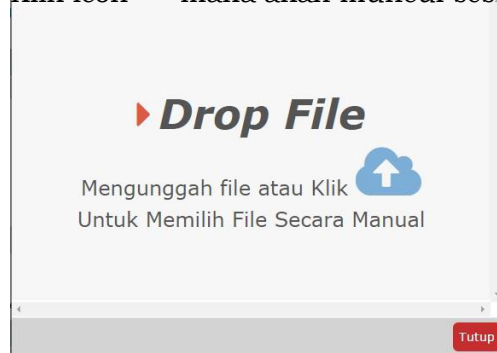 Drop File
Mengunggah file atau Klik
Untuk Memilih File Secara Manual
Tutup